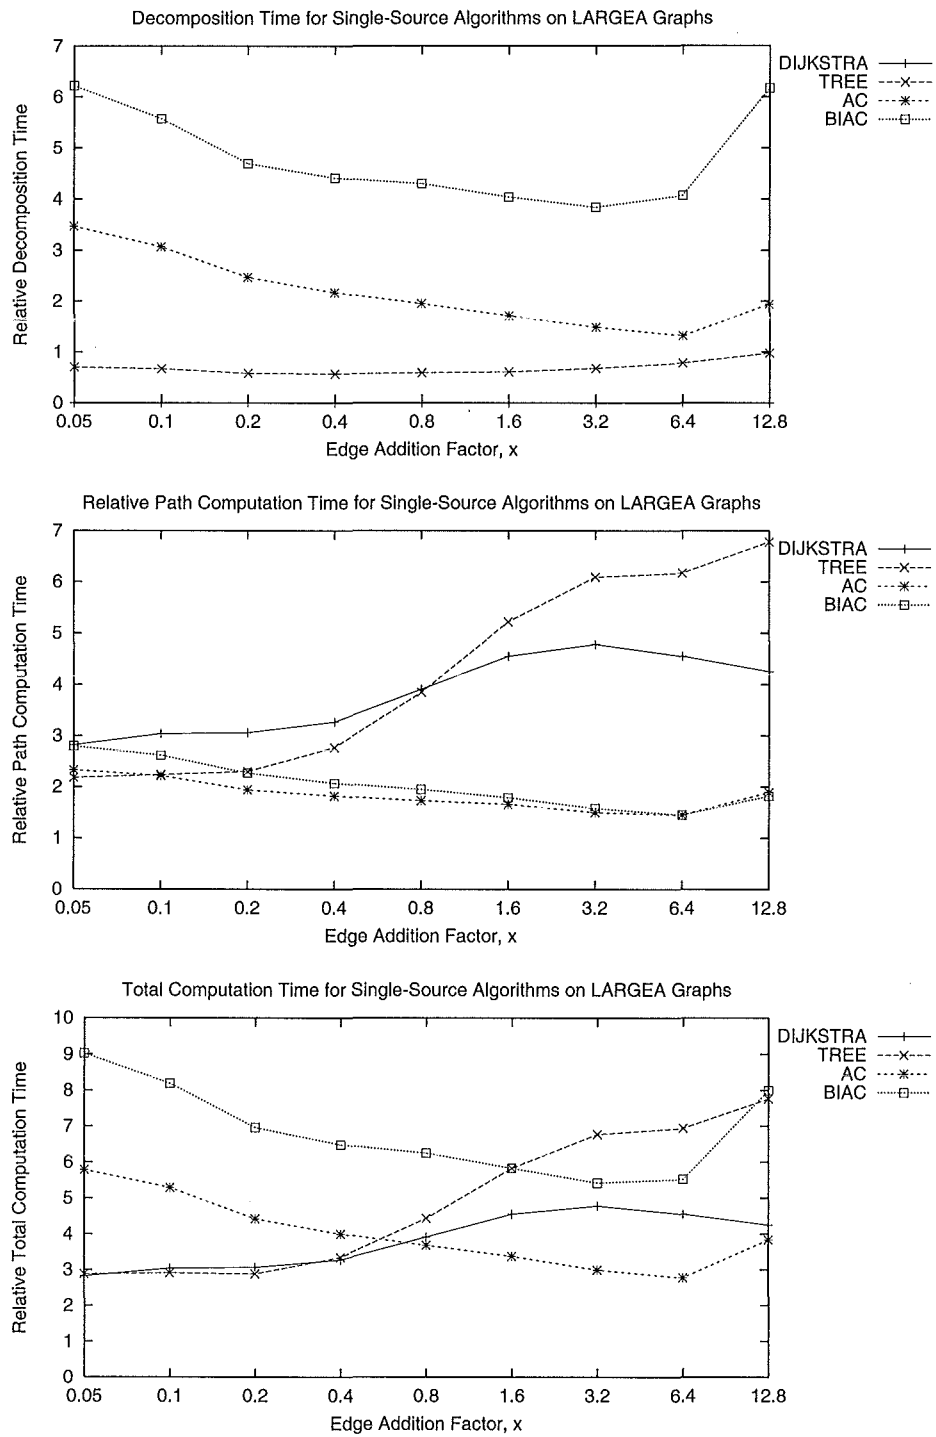 Decomposition Time for Single-Source Algorithms on LARGEA Graphs
7
6
5
4
3
2
1
0
Relative Decomposition Time
0.05 0.1 0.2 0.4 0.8 1.6 3.2 6.4 12.8
Edge Addition Factor, x
DIJKSTRA
TREE
AC
BIAC
Relative Path Computation Time for Single-Source Algorithms on LARGEA Graphs
7
6
5
4
3
2
1
0
Relative Path Computation Time
0.05 0.1 0.2 0.4 0.8 1.6 3.2 6.4 12.8
Edge Addition Factor, x
DIJKSTRA
TREE
AC
BIAC
Total Computation Time for Single-Source Algorithms on LARGEA Graphs
10
9
8
7
6
5
4
3
2
1
0
Relative Total Computation Time
0.05 0.1 0.2 0.4 0.8 1.6 3.2 6.4 12.8
Edge Addition Factor, x
DIJKSTRA
TREE
AC
BIAC